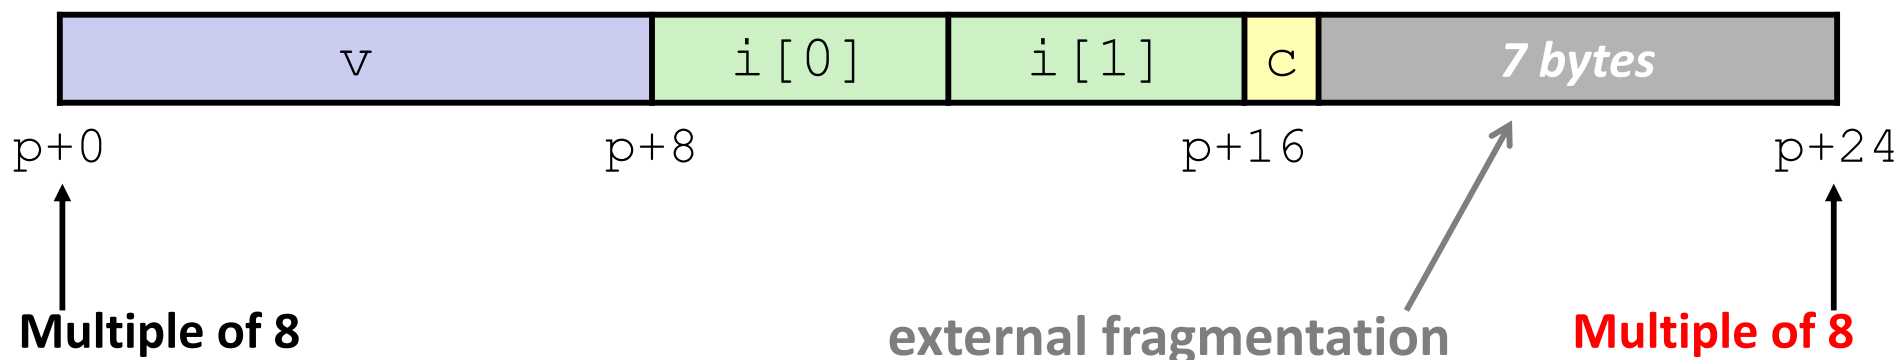 v i[0] i[1] c 7 bytes
p+0 p+8 p+16 p+24
Multiple of 8 external fragmentation Multiple of 8